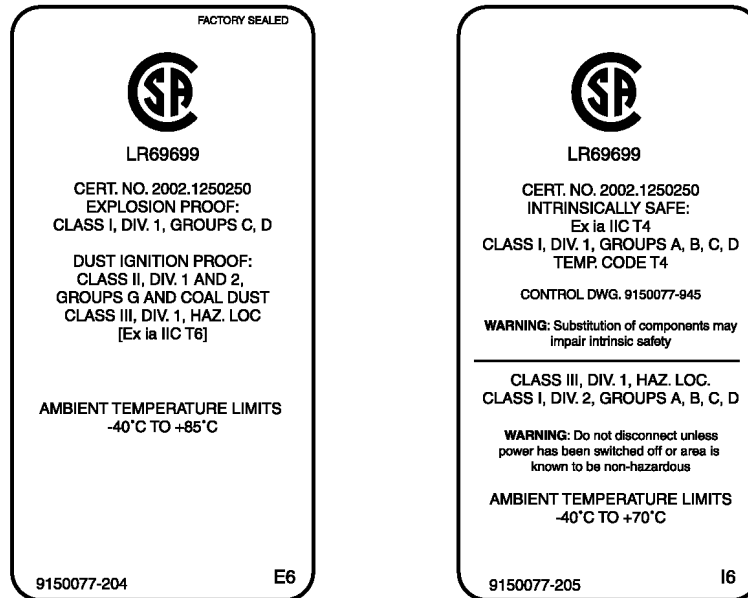 FACTORY SEALED
CSA
LR69699
CERT. NO. 2002.1250250
EXPLOSION PROOF:
CLASS I, DIV. 1, GROUPS C, D
DUST IGNITION PROOF:
CLASS II, DIV. 1 AND 2,
GROUPS G AND COAL DUST
CLASS III, DIV. 1, HAZ. LOC
[Ex ia IIC T6]
AMBIENT TEMPERATURE LIMITS
-40°C TO +85°C
9150077-204
E6
CSA
LR69699
CERT. NO. 2002.1250250
INTRINSICALLY SAFE:
Ex ia IIC T4
CLASS I, DIV. 1, GROUPS A, B, C, D
TEMP. CODE T4
CONTROL DWG. 9150077-945
WARNING: Substitution of components may
impair intrinsic safety
CLASS III, DIV. 1, HAZ. LOC.
CLASS I, DIV. 2, GROUPS A, B, C, D
WARNING: Do not disconnect unless
power has been switched off or area is
known to be non-hazardous
AMBIENT TEMPERATURE LIMITS
-40°C TO +70°C
9150077-205
I6